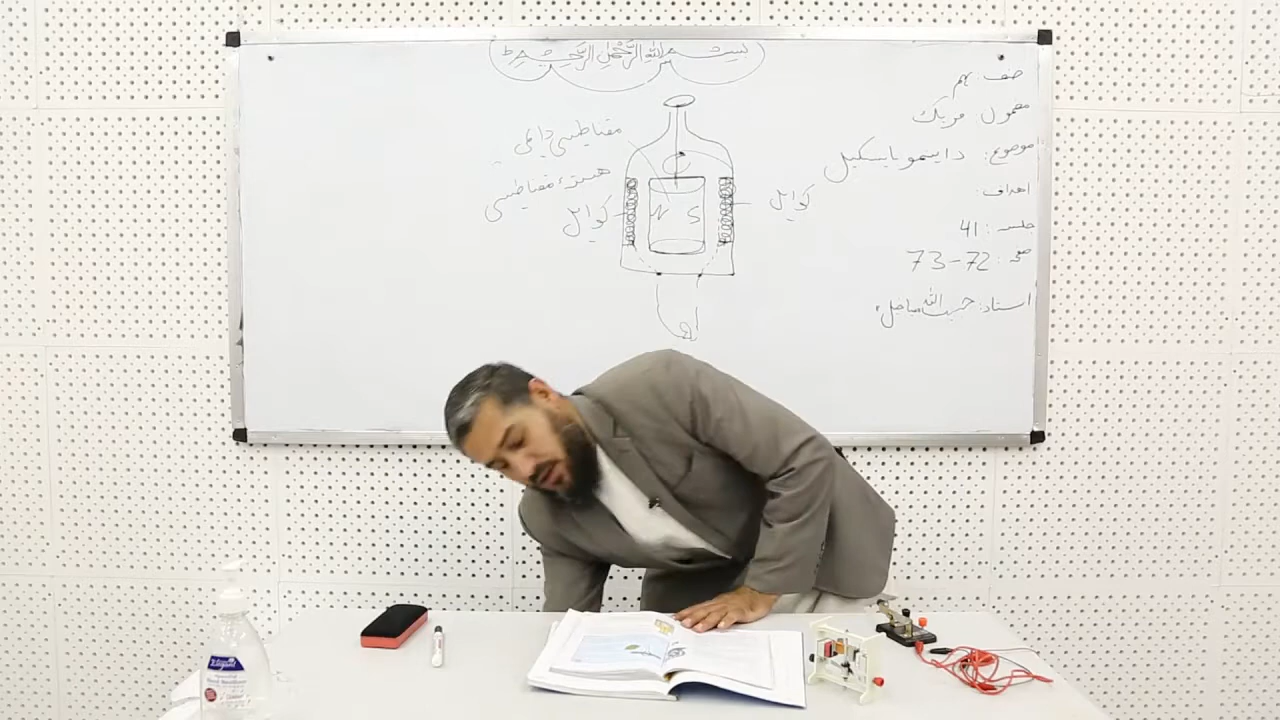 بسم الله الرحمن الرحیم
صنف: نهم
مضمون: فزیک
موضوع: داینمو بایسکیل
اهداف:
جلسه: 41
صفحه: 72-73
استاد: حبیب الله
مقناطیس دایمی
هستهٔ مقناطیسی
کوایل
کوایل
N S